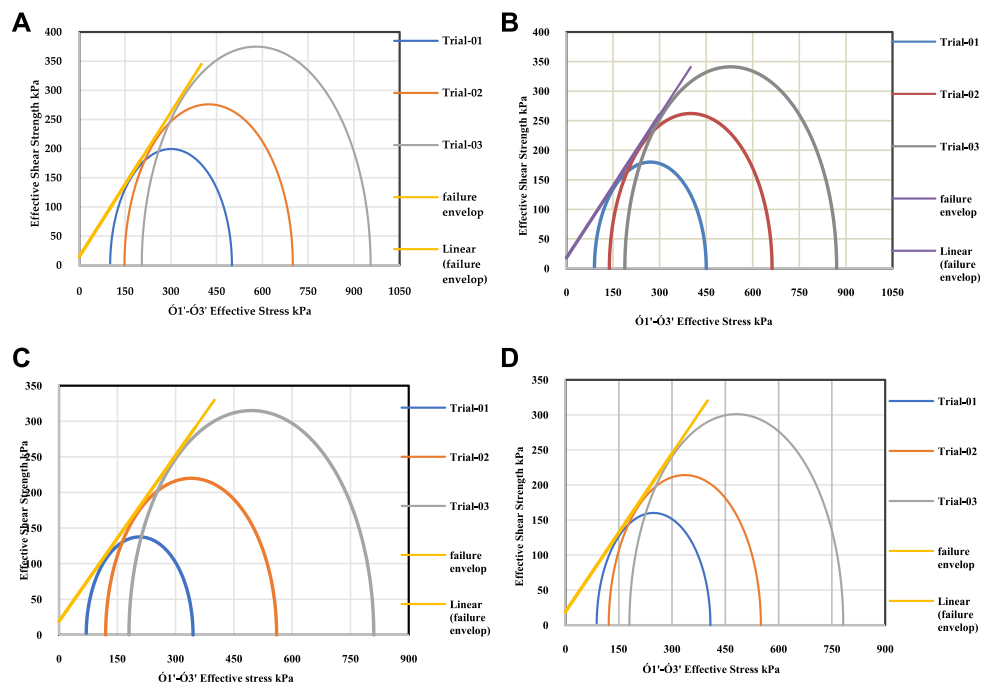 A
Effective Shear Strength kPa
400
350
300
250
200
150
100
50
0
0 150 300 450 600 750 900 1050
Ó1'-Ó3' Effective Stress kPa
Trial-01
Trial-02
Trial-03
failure
envelop
Linear
(failure
envelop)
B
Effective Shear Strength kPa
400
350
300
250
200
150
100
50
0
0 150 300 450 600 750 900 1050
Ó1'-Ó3' Effective Stress kPa
Trial-01
Trial-02
Trial-03
failure
envelop
Linear
(failure
envelop)
C
Effective Shear Strength kPa
350
300
250
200
150
100
50
0
0 150 300 450 600 750 900
Ó1'-Ó3' Effective stress kPa
Trial-01
Trial-02
Trial-03
failure
envelop
Linear
(failure
envelop)
D
Effective Shear Strength kPa
350
300
250
200
150
100
50
0
0 150 300 450 600 750 900
Ó1'-Ó3' Effective Stress kPa
Trial-01
Trial-02
Trial-03
failure
envelop
Linear
(failure
envelop)